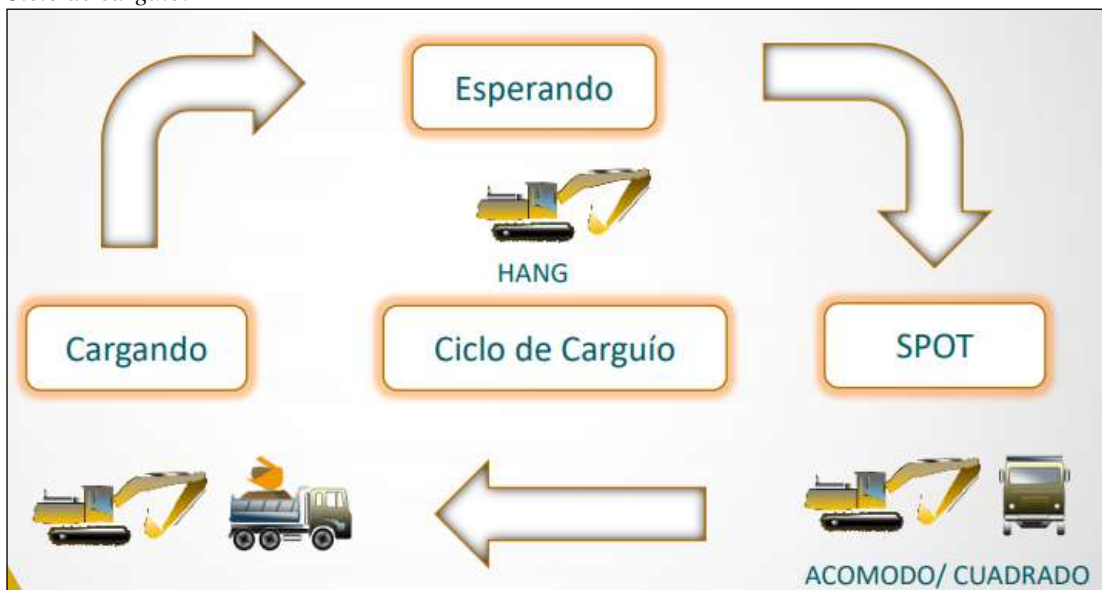 Esperando
HANG
Cargando
Ciclo de Carguío
SPOT
ACOMODO/ CUADRADO